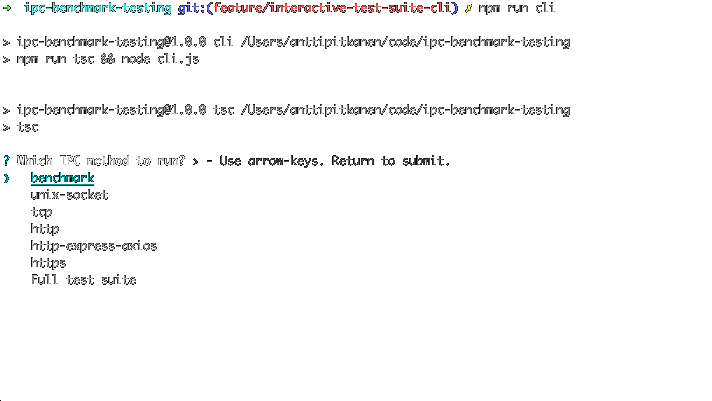 ➜ ipc-benchmark-testing git:(feature/interactive-test-suite-cli) ✗ npm run cli
> ipc-benchmark-testing@1.0.0 cli /Users/anttipitkanen/code/ipc-benchmark-testing
> npm run tsc && node cli.js
> ipc-benchmark-testing@1.0.0 tsc /Users/anttipitkanen/code/ipc-benchmark-testing
> tsc
? Which IPC method to run? › - Use arrow-keys. Return to submit.
❯ benchmark
unix-socket
tcp
http
http-express-axios
https
Full test suite